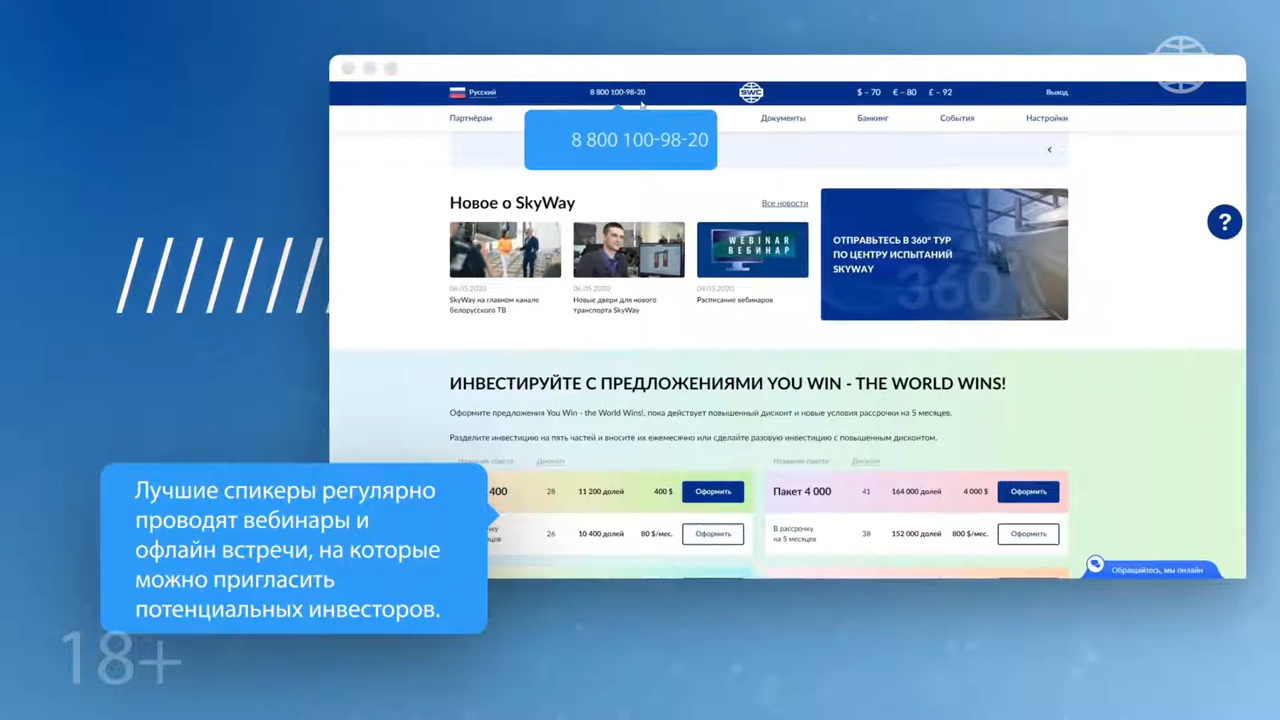 Русский
8 800 100-98-20
SWC
$ – 70
€ – 80
£ – 92
Выход
Партнёрам
Документы
Банкинг
События
Настройки
8 800 100-98-20
Новое о SkyWay
Все новости
WEBINAR
ВЕБИНАР
06.05.2020
SkyWay на главном канале
белорусского ТВ
06.05.2020
Новые двери для нового
транспорта SkyWay
04.05.2020
Расписание вебинаров
ОТПРАВЬТЕСЬ В 360° ТУР
ПО ЦЕНТРУ ИСПЫТАНИЙ
SKYWAY
360°
?
ИНВЕСТИРУЙТЕ С ПРЕДЛОЖЕНИЯМИ YOU WIN - THE WORLD WINS!
Оформите предложения You Win - the World Wins!, пока действует повышенный дисконт и новые условия рассрочки на 5 месяцев.
Разделите инвестицию на пять частей и вносите их ежемесячно или сделайте разовую инвестицию с повышенным дисконтом.
Название пакета Дисконт
Название пакета Дисконт
400 28 11 200 долей 400 $ Оформить
Пакет 4 000 41 164 000 долей 4 000 $ Оформить
26 10 400 долей 80 $/мес. Оформить
В рассрочку
на 5 месяцев
38 152 000 долей 800 $/мес. Оформить
Обращайтесь, мы онлайн
Лучшие спикеры регулярно
проводят вебинары и
офлайн встречи, на которые
можно пригласить
потенциальных инвесторов.
18+